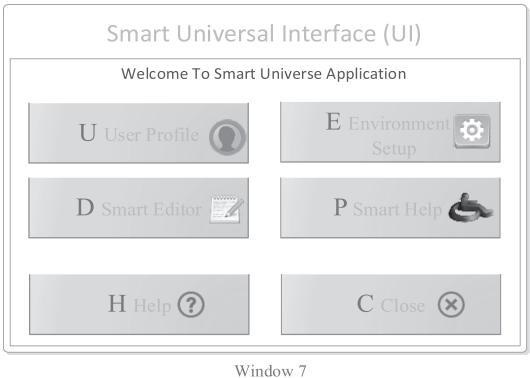 Smart Universal Interface (UI)
Welcome To Smart Universe Application
U User Profile
E Environment
Setup
D Smart Editor
P Smart Help
H Help ?
C Close
Window 7